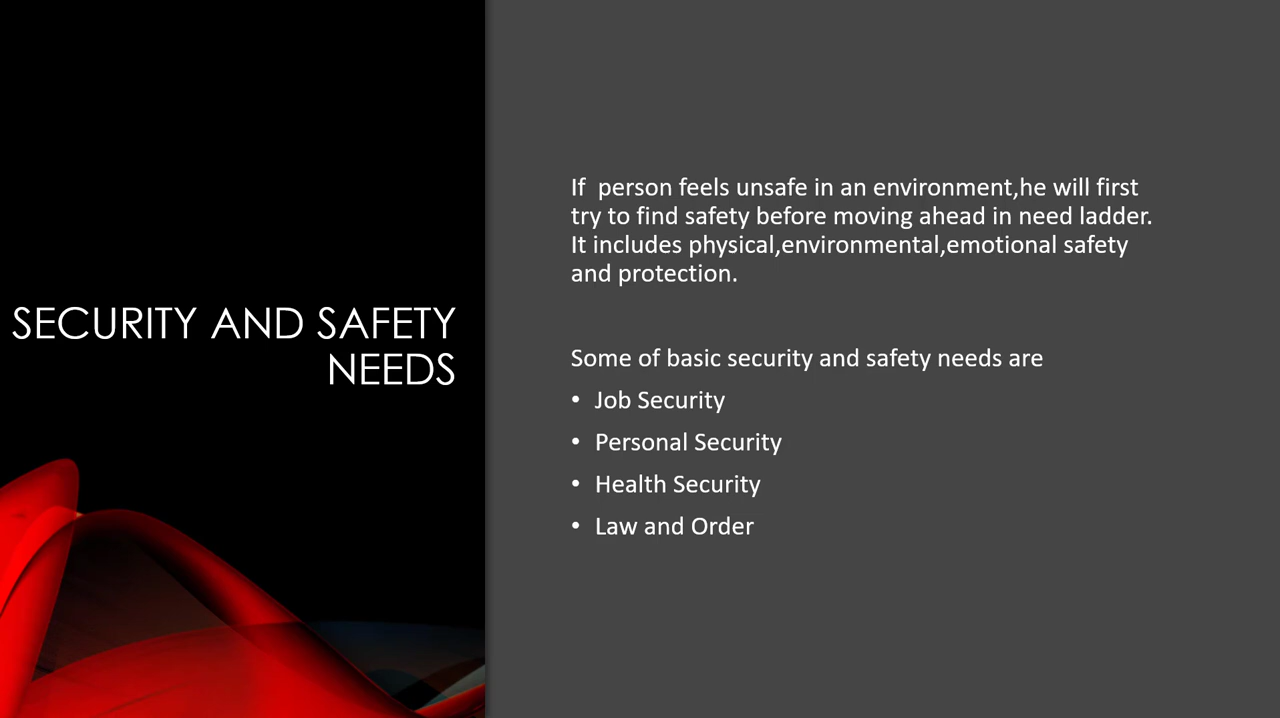 SECURITY AND SAFETY
NEEDS
If  person feels unsafe in an environment,he will first
try to find safety before moving ahead in need ladder.
It includes physical,environmental,emotional safety
and protection.
Some of basic security and safety needs are
• Job Security
• Personal Security
• Health Security
• Law and Order